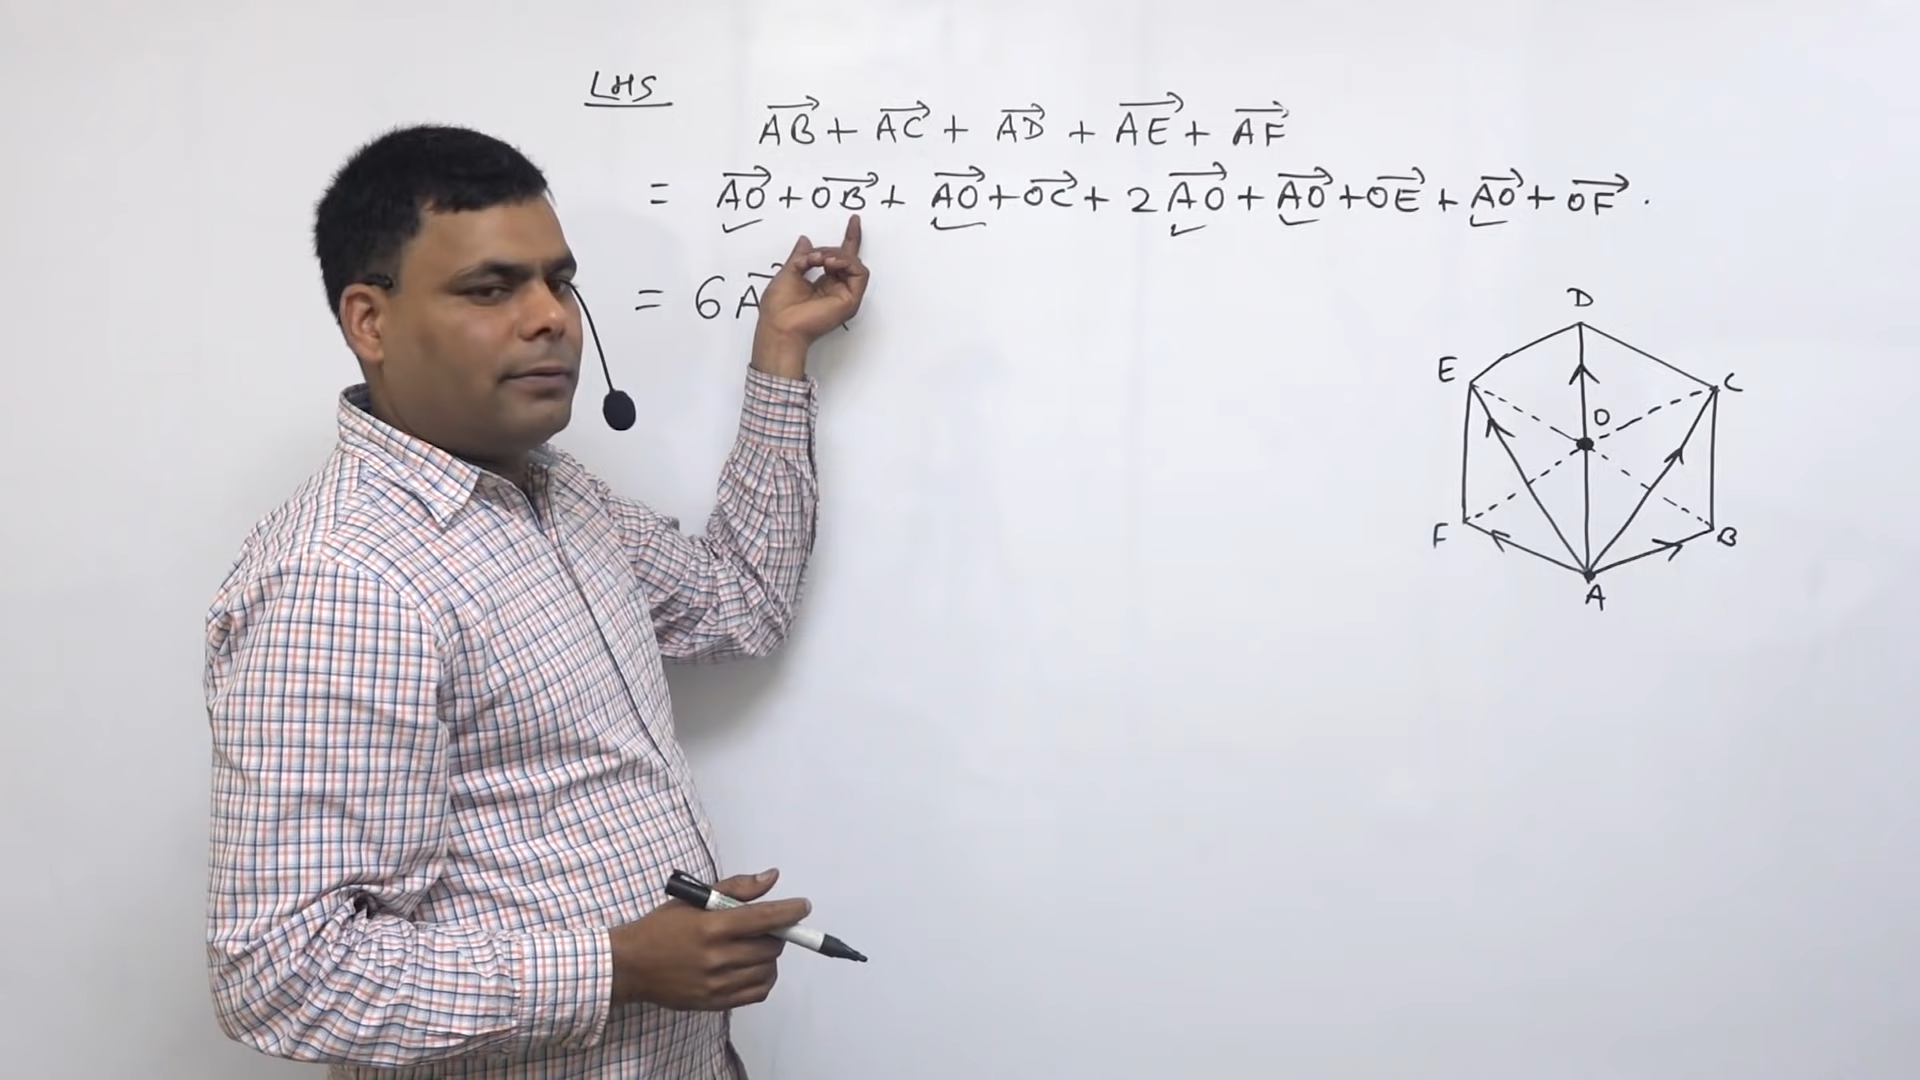 LHS
AB + AC + AD + AE + AF
= AO + OB + AO + OC + 2 AO + AO + OE + AO + OF .
= 6 A
D
E
C
O
F
B
A